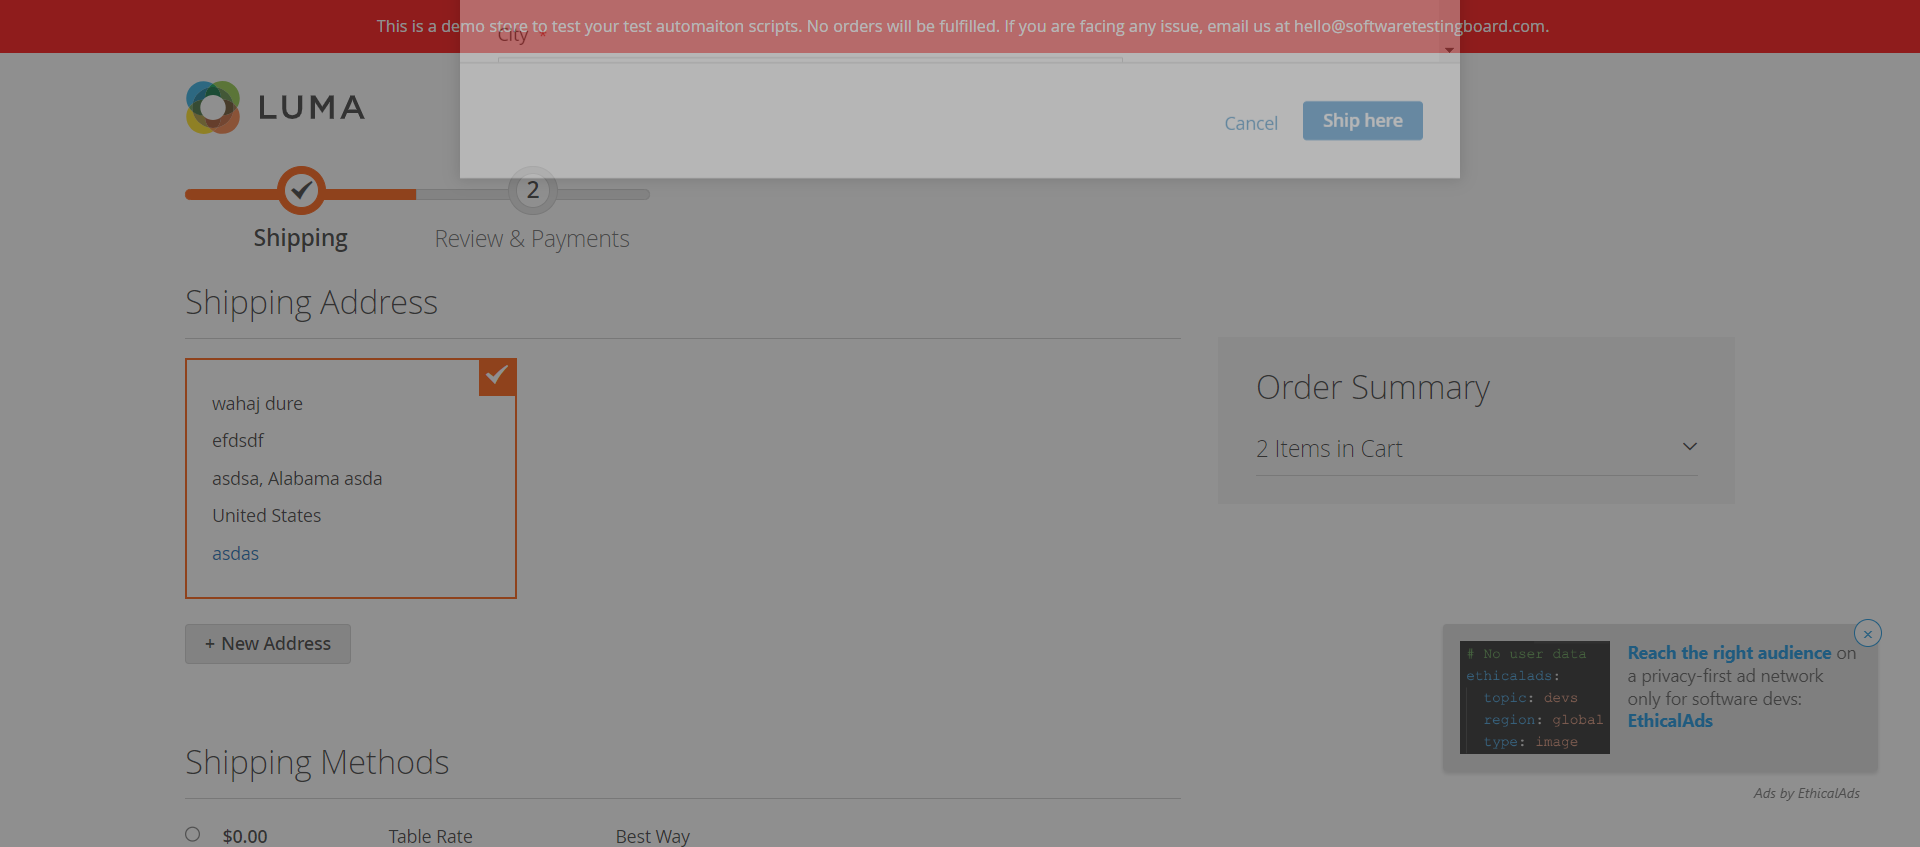 This is a demo store to test your test automaiton scripts. No orders will be fulfilled. If you are facing any issue, email us at hello@softwaretestingboard.com.
City *
Cancel
Ship here
LUMA
2
Shipping
Review & Payments
Shipping Address
wahaj dure
efdsdf
asdsa, Alabama asda
United States
asdas
+ New Address
Order Summary
2 Items in Cart
# No user data
ethicalads:
topic: devs
region: global
type: image
Reach the right audience on
a privacy-first ad network
only for software devs:
EthicalAds
×
Ads by EthicalAds
Shipping Methods
$0.00 Table Rate Best Way